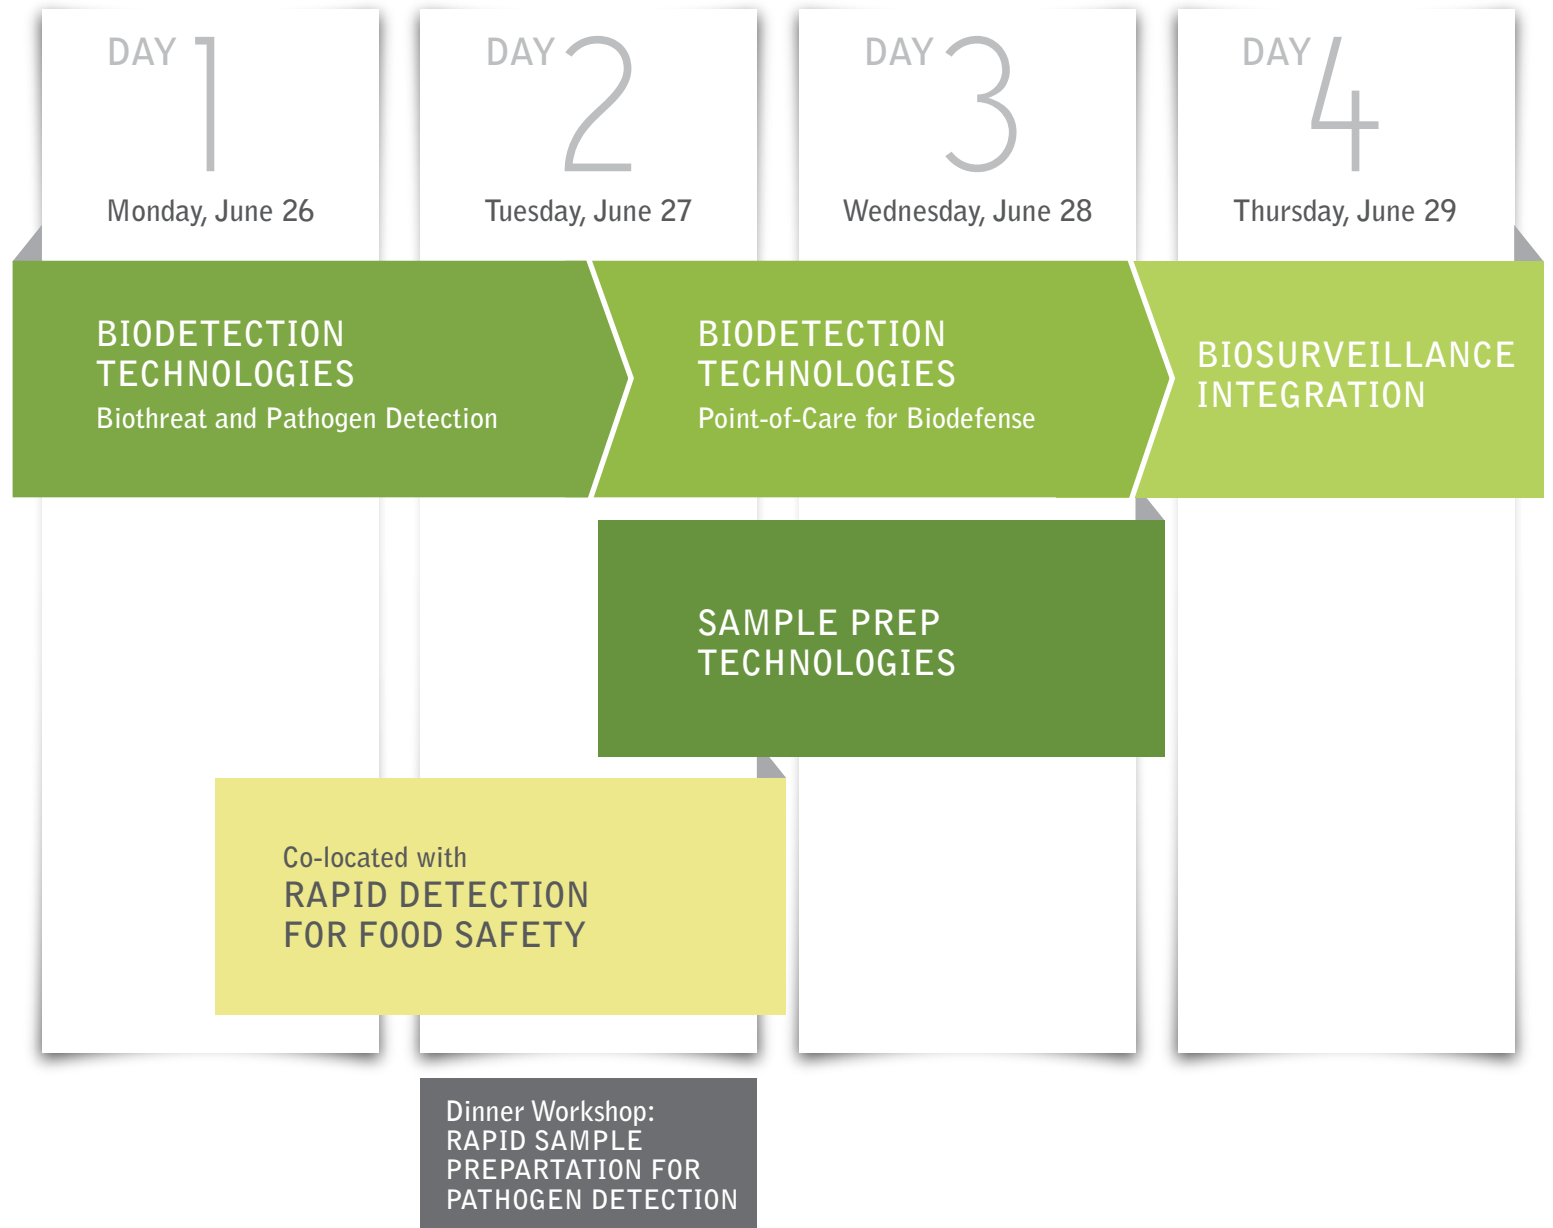 DAY 1
Monday, June 26
DAY 2
Tuesday, June 27
DAY 3
Wednesday, June 28
DAY 4
Thursday, June 29
BIODETECTION
TECHNOLOGIES
Biothreat and Pathogen Detection
BIODETECTION
TECHNOLOGIES
Point-of-Care for Biodefense
BIOSURVEILLANCE
INTEGRATION
SAMPLE PREP
TECHNOLOGIES
Co-located with
RAPID DETECTION
FOR FOOD SAFETY
Dinner Workshop:
RAPID SAMPLE
PREPARTATION FOR
PATHOGEN DETECTION